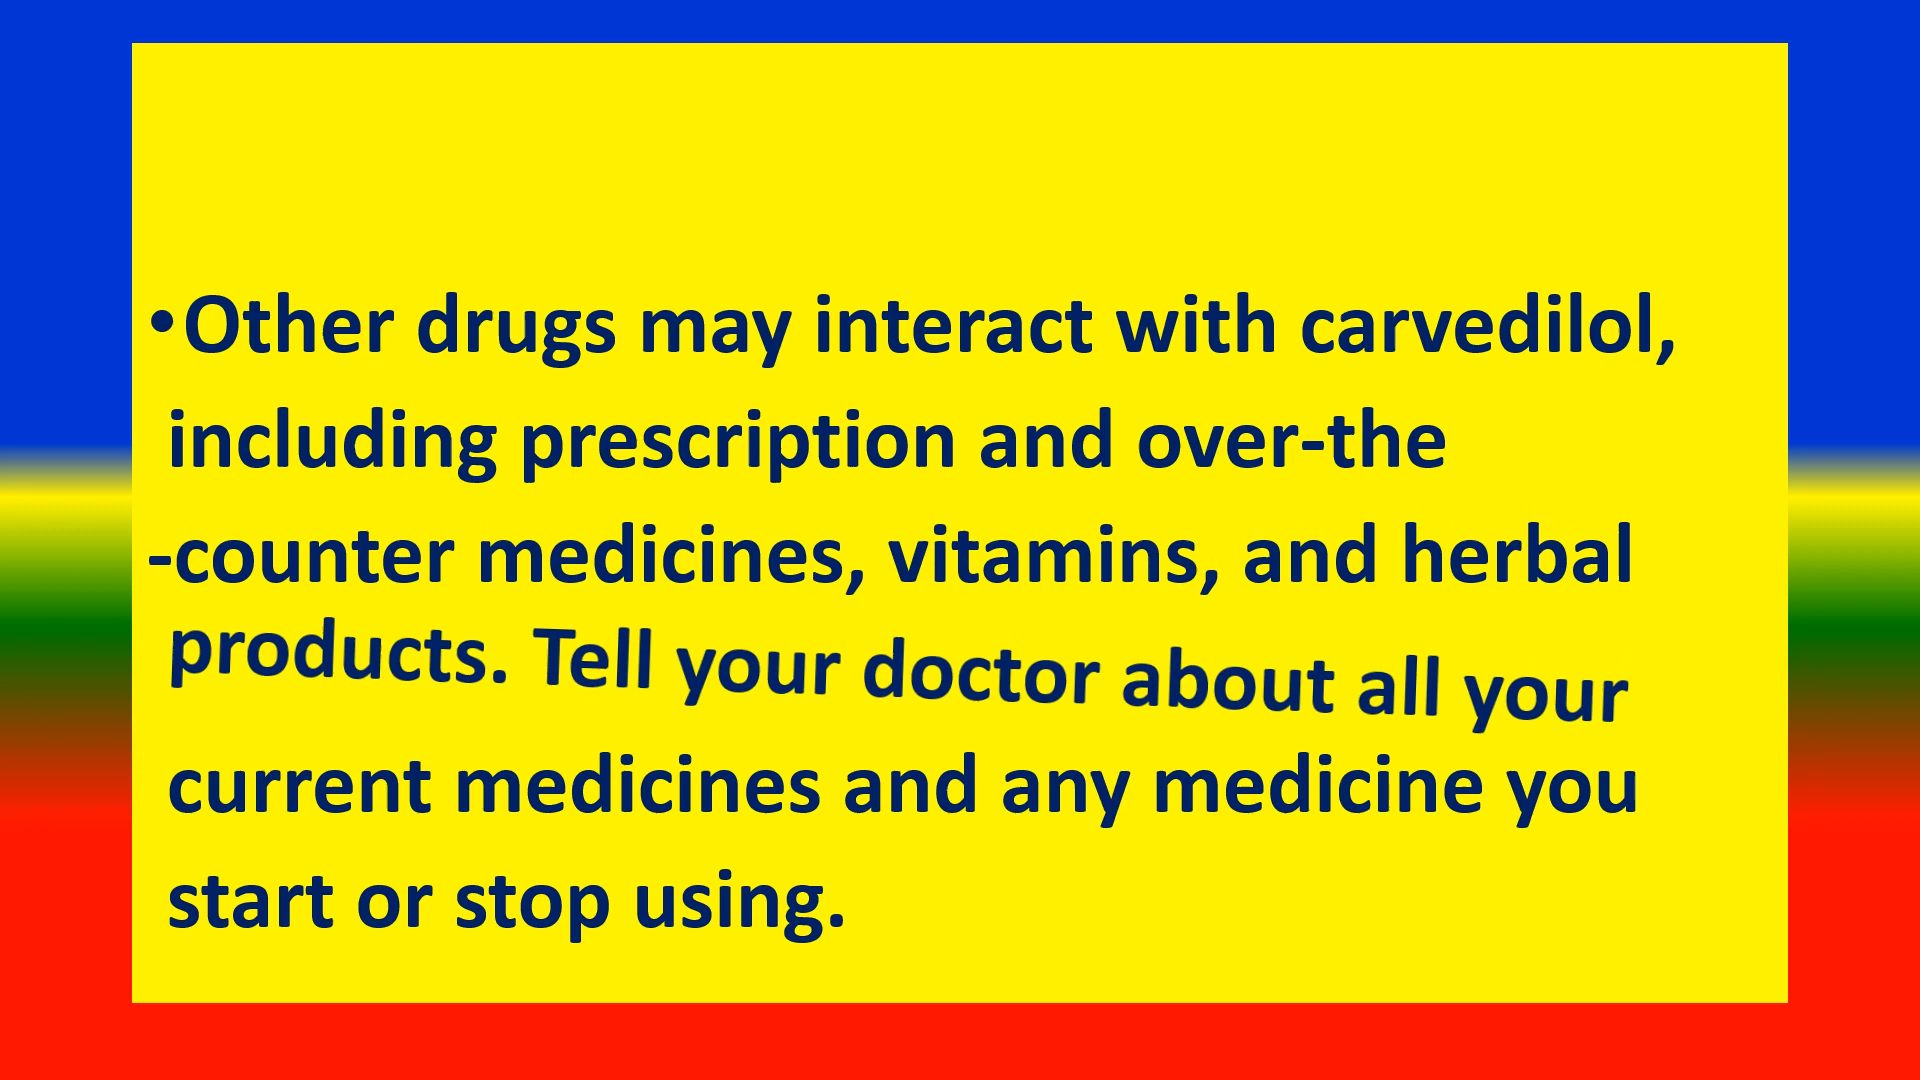 •Other drugs may interact with carvedilol,
including prescription and over-the
-counter medicines, vitamins, and herbal
products. Tell your doctor about all your
current medicines and any medicine you
start or stop using.